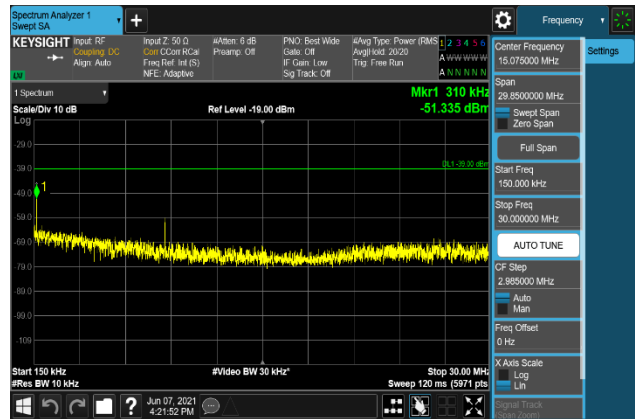 Spectrum Analyzer 1
Swept SA
Frequency
KEYSIGHT
Input: RF
Coupling: DC
Align: Auto
Input Z: 50 Ω
Corr CCorr RCal
Freq Ref: Int (S)
NFE: Adaptive
#Atten: 6 dB
Preamp: Off
PNO: Best Wide
Gate: Off
IF Gain: Low
Sig Track: Off
#Avg Type: Power (RMS
Avg|Hold: 20/20
Trig: Free Run
1 2 3 4 5 6
A W W W W W
A N N N N N
LW
1 Spectrum
Scale/Div 10 dB
Log
Ref Level -19.00 dBm
Mkr1 310 kHz
-51.335 dBm
DL1 -39.00 dBm
1
-29.0
-39.0
-49.0
-59.0
-69.0
-79.0
-89.0
-99.0
-109
Start 150 kHz
#Res BW 10 kHz
#Video BW 30 kHz*
Stop 30.00 MHz
Sweep 120 ms (5971 pts
Jun 07, 2021
4:21:52 PM
Center Frequency
15.075000 MHz
Settings
Span
29.8500000 MHz
Swept Span
Zero Span
Full Span
Start Freq
150.000 kHz
Stop Freq
30.000000 MHz
AUTO TUNE
CF Step
2.985000 MHz
Auto
Man
Freq Offset
0 Hz
X Axis Scale
Log
Lin
Signal Track
(Span Zoom)